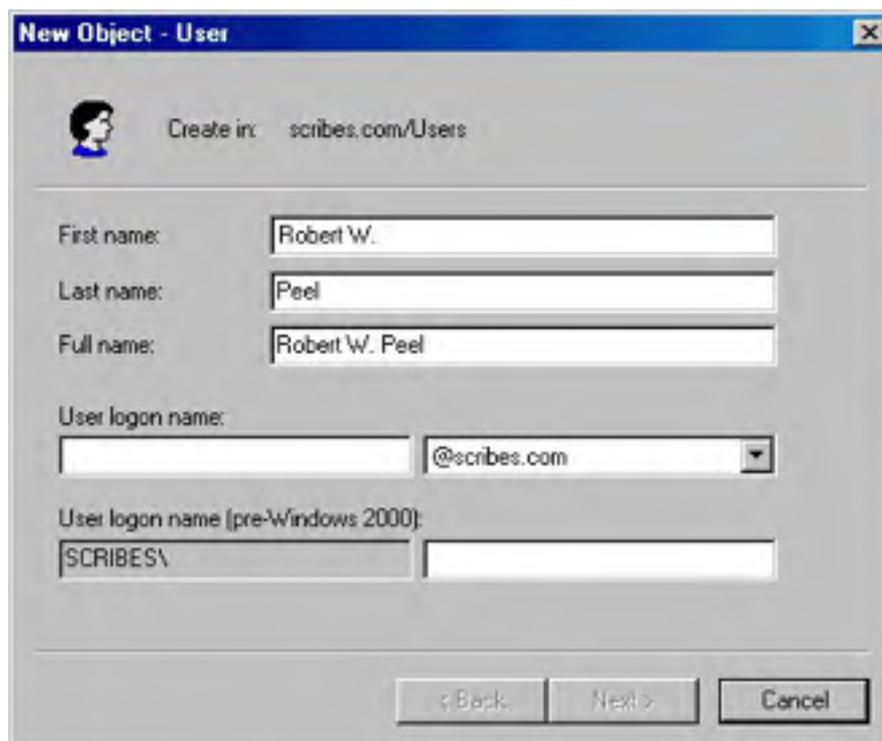 New Object - User
Create in: scribes.com/Users
First name: Robert W.
Last name: Peel
Full name: Robert W. Peel
User logon name:
@scribes.com
User logon name (pre-Windows 2000):
SCRIBES\
< Back Next > Cancel